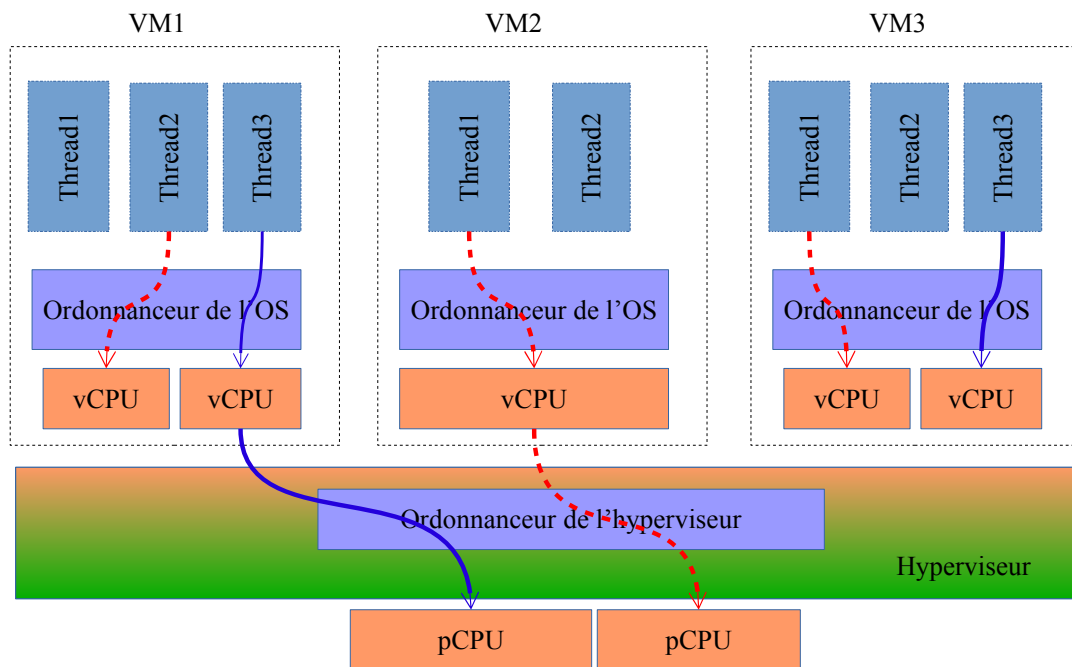 VM1
VM2
VM3
Thread1
Thread2
Thread3
Thread1
Thread2
Thread1
Thread2
Thread3
Ordonnanceur de l'OS
Ordonnanceur de l'OS
Ordonnanceur de l'OS
vCPU
vCPU
vCPU
vCPU
vCPU
Ordonnanceur de l'hyperviseur
Hyperviseur
pCPU
pCPU